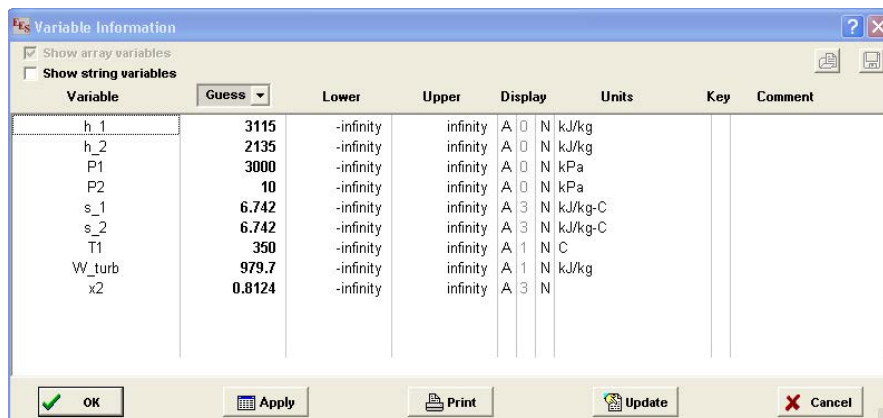 EES Variable Information
Show array variables
Show string variables
Variable Guess Lower Upper Display Units Key Comment
h_1 3115 -infinity infinity A 0 N kJ/kg
h_2 2135 -infinity infinity A 0 N kJ/kg
P1 3000 -infinity infinity A 0 N kPa
P2 10 -infinity infinity A 0 N kPa
s_1 6.742 -infinity infinity A 3 N kJ/kg-C
s_2 6.742 -infinity infinity A 3 N kJ/kg-C
T1 350 -infinity infinity A 1 N C
W_turb 979.7 -infinity infinity A 1 N kJ/kg
x2 0.8124 -infinity infinity A 3 N
OK Apply Print Update Cancel